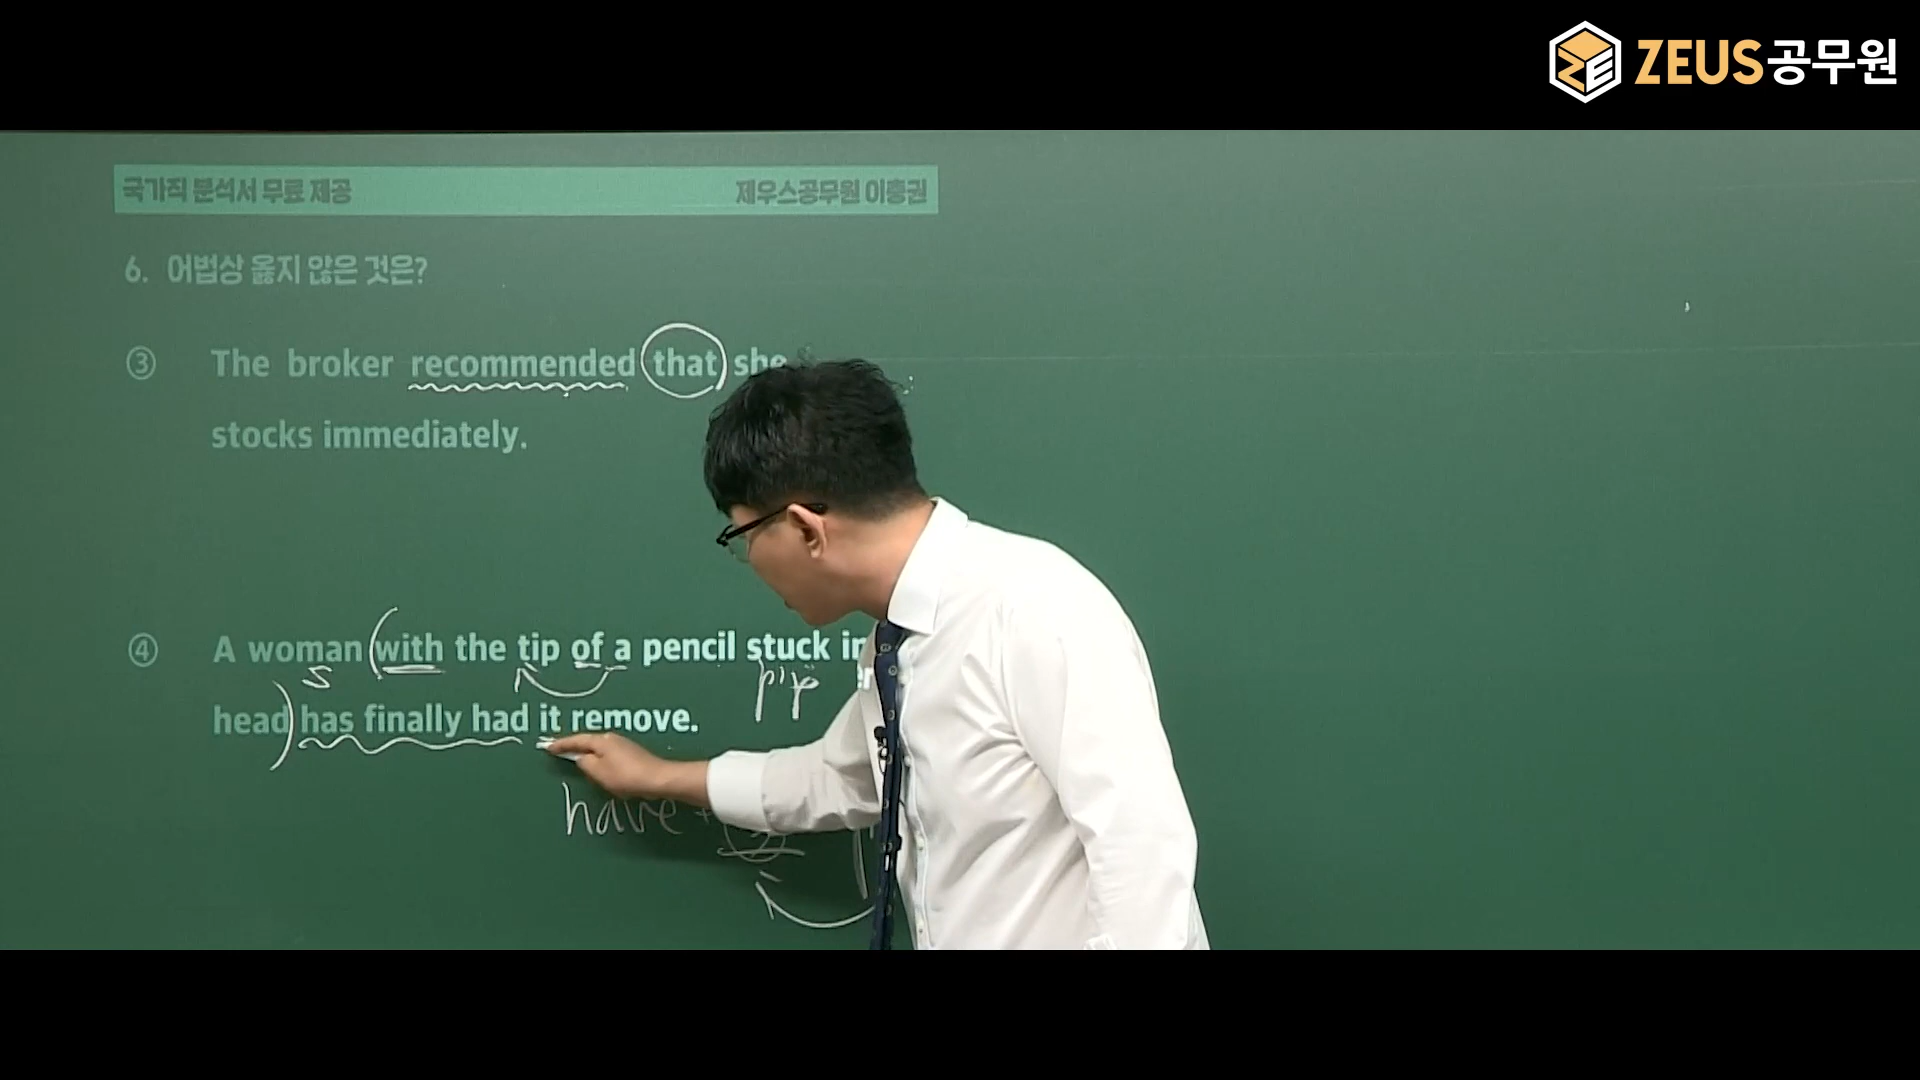 ZEUS공무원
국가직 분석서 무료 제공 제우스공무원 이흥권
6. 어법상 옳지 않은 것은?
③ The broker recommended that she
stocks immediately.
④ A woman (with the tip of a pencil stuck in
S p.p
head) has finally had it remove.
have +